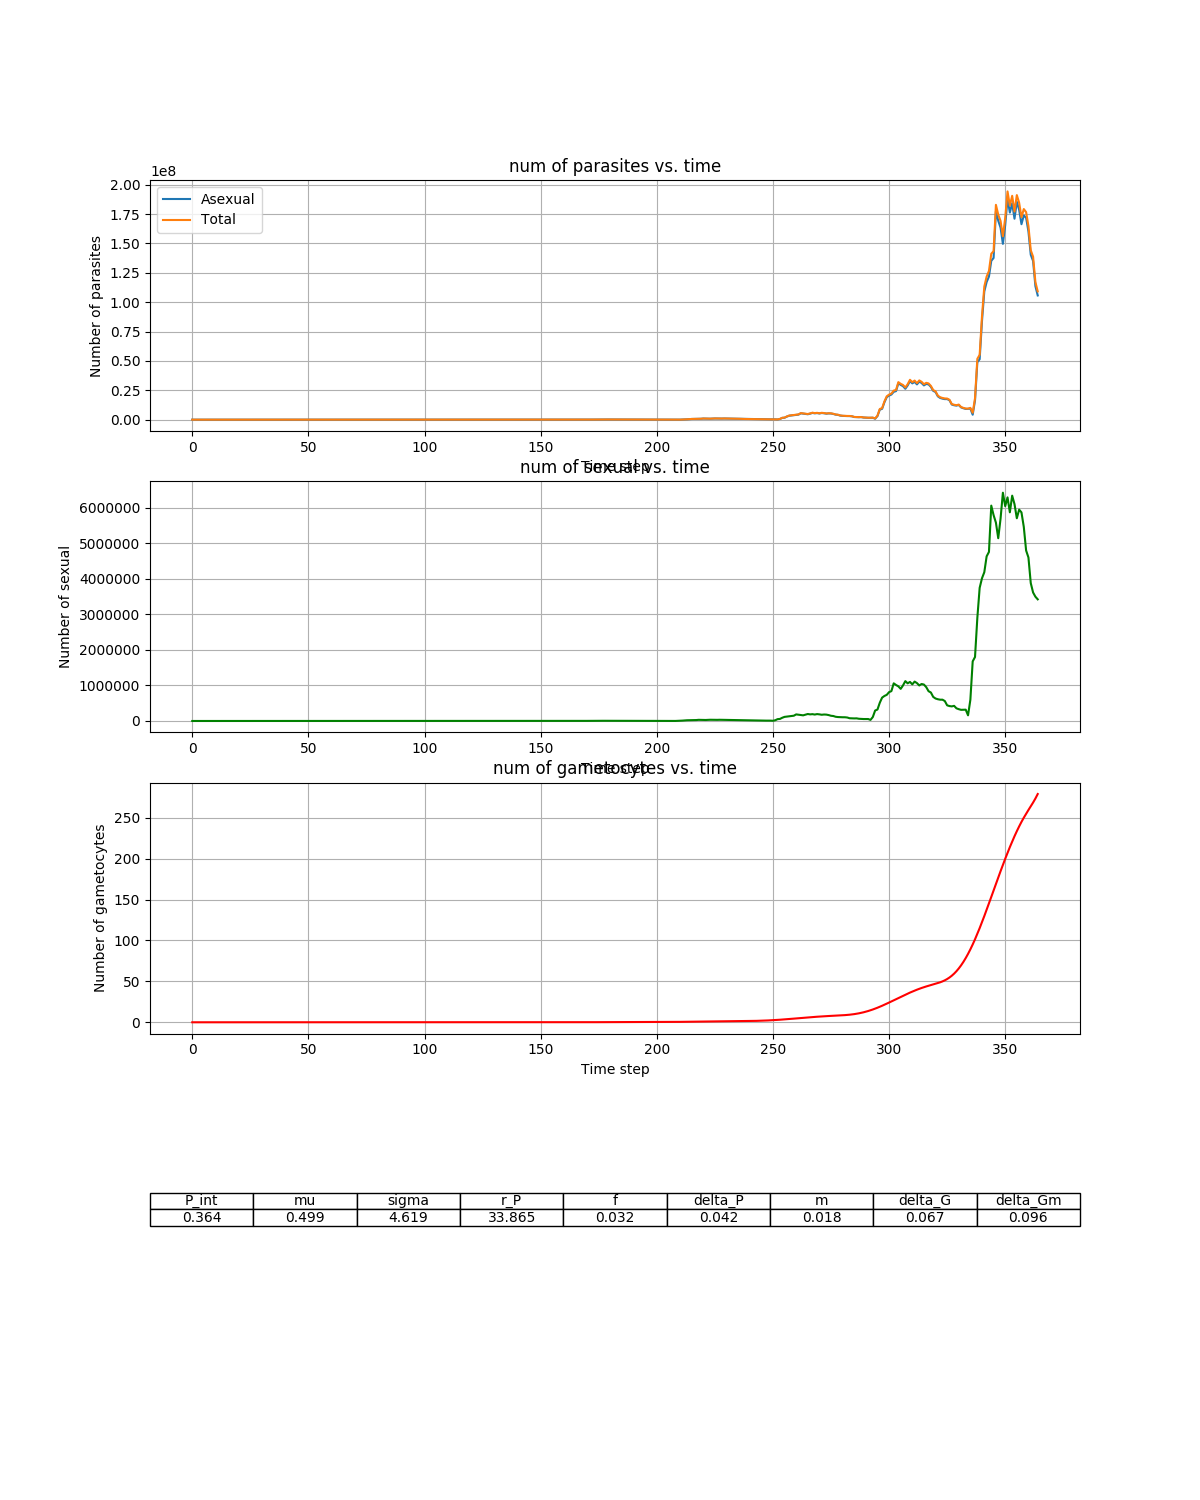 num of parasites vs. time
1e8
Asexual
Total
Number of parasites
2.00
1.75
1.50
1.25
1.00
0.75
0.50
0.25
0.00
0 50 100 150 200 250 300 350
Time step
num of sexual vs. time
Number of sexual
6000000
5000000
4000000
3000000
2000000
1000000
0
0 50 100 150 200 250 300 350
Time step
num of gametocytes vs. time
Number of gametocytes
250
200
150
100
50
0
0 50 100 150 200 250 300 350
Time step
P_int mu sigma r_P f delta_P m delta_G delta_Gm
0.364 0.499 4.619 33.865 0.032 0.042 0.018 0.067 0.096